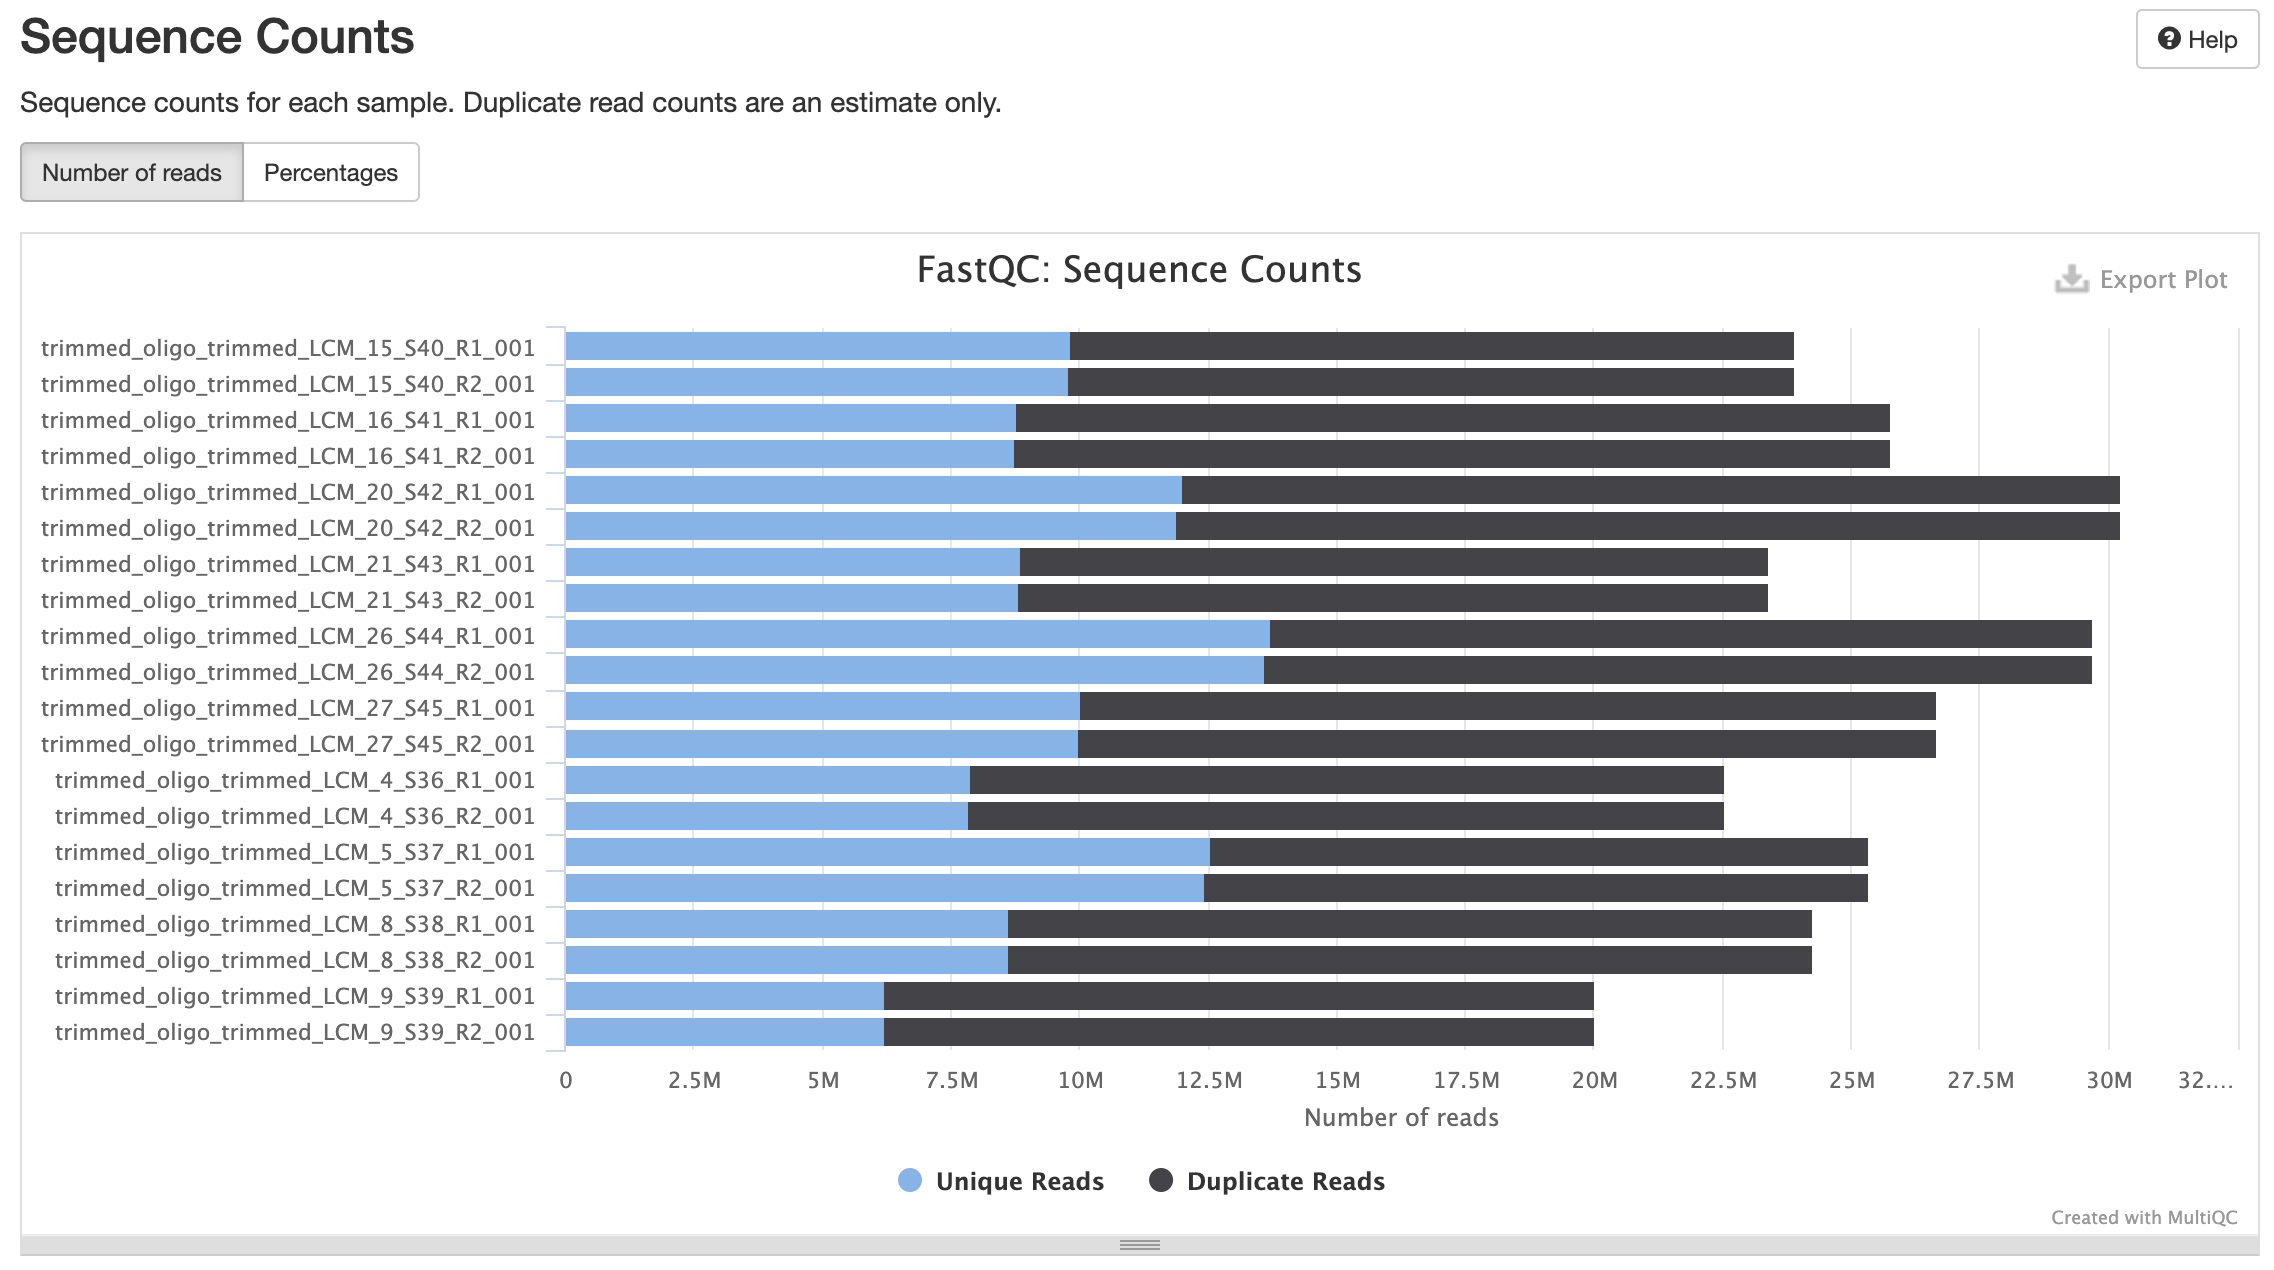 Sequence Counts
Help
Sequence counts for each sample. Duplicate read counts are an estimate only.
Number of reads
Percentages
FastQC: Sequence Counts
Export Plot
trimmed_oligo_trimmed_LCM_15_S40_R1_001
trimmed_oligo_trimmed_LCM_15_S40_R2_001
trimmed_oligo_trimmed_LCM_16_S41_R1_001
trimmed_oligo_trimmed_LCM_16_S41_R2_001
trimmed_oligo_trimmed_LCM_20_S42_R1_001
trimmed_oligo_trimmed_LCM_20_S42_R2_001
trimmed_oligo_trimmed_LCM_21_S43_R1_001
trimmed_oligo_trimmed_LCM_21_S43_R2_001
trimmed_oligo_trimmed_LCM_26_S44_R1_001
trimmed_oligo_trimmed_LCM_26_S44_R2_001
trimmed_oligo_trimmed_LCM_27_S45_R1_001
trimmed_oligo_trimmed_LCM_27_S45_R2_001
trimmed_oligo_trimmed_LCM_4_S36_R1_001
trimmed_oligo_trimmed_LCM_4_S36_R2_001
trimmed_oligo_trimmed_LCM_5_S37_R1_001
trimmed_oligo_trimmed_LCM_5_S37_R2_001
trimmed_oligo_trimmed_LCM_8_S38_R1_001
trimmed_oligo_trimmed_LCM_8_S38_R2_001
trimmed_oligo_trimmed_LCM_9_S39_R1_001
trimmed_oligo_trimmed_LCM_9_S39_R2_001
0 2.5M 5M 7.5M 10M 12.5M 15M 17.5M 20M 22.5M 25M 27.5M 30M 32....
Number of reads
Unique Reads Duplicate Reads
Created with MultiQC